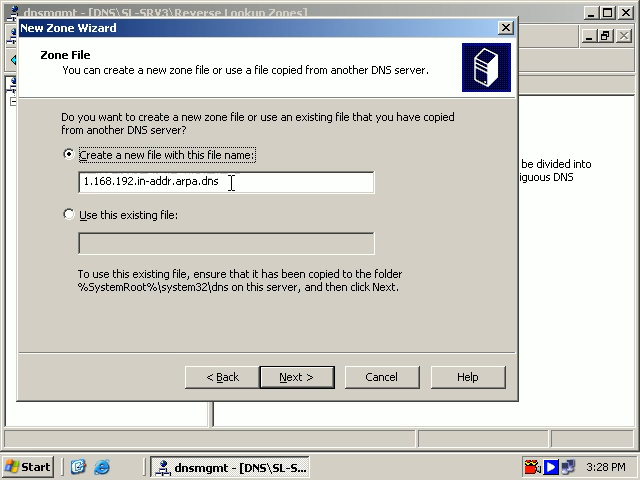 dnsmgmt - [DNS\SL-SRV3\Reverse Lookup Zones]
New Zone Wizard
Zone File
You can create a new zone file or use a file copied from another DNS server.
Do you want to create a new zone file or use an existing file that you have copied
from another DNS server?
Create a new file with this file name:
1.168.192.in-addr.arpa.dns
be divided into
iguous DNS
Use this existing file:
To use this existing file, ensure that it has been copied to the folder
%SystemRoot%\system32\dns on this server, and then click Next.
< Back
Next >
Cancel
Help
Start
dnsmgmt - [DNS\SL-S...
3:28 PM